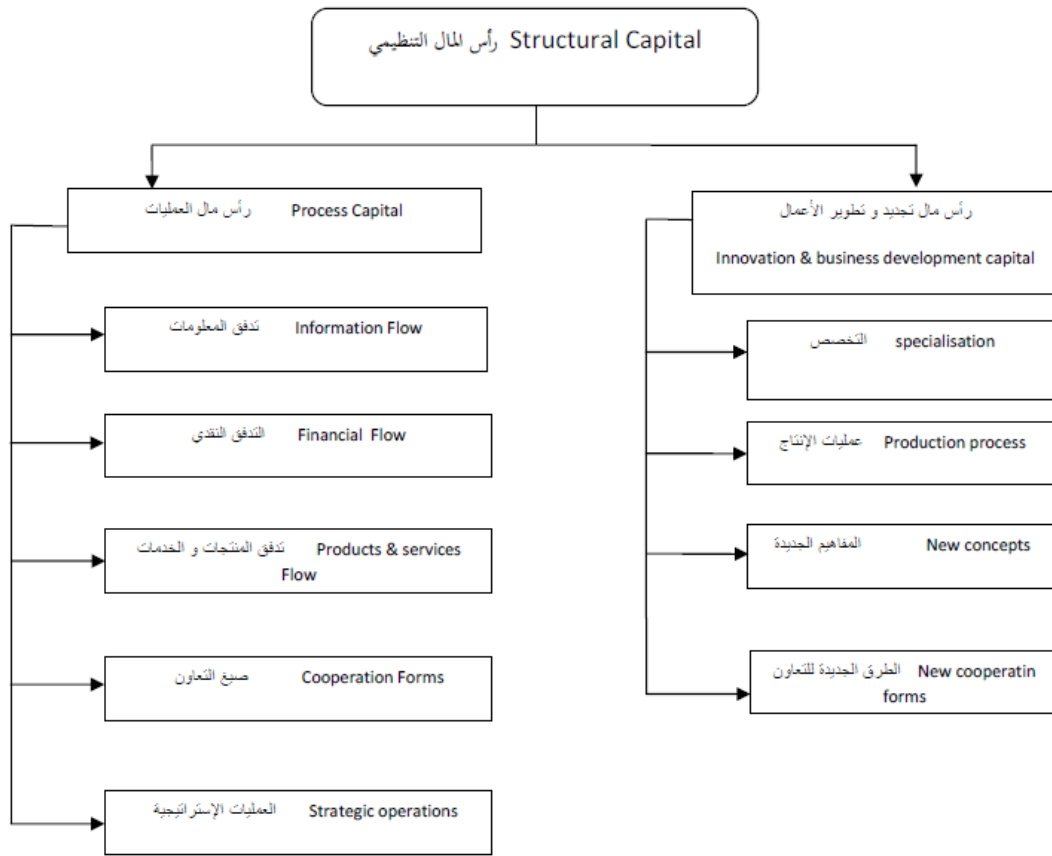 رأس المال التنظيمي Structural Capital
رأس مال العمليات Process Capital
تدفق المعلومات Information Flow
التدفق النقدي Financial Flow
تدفق المنتجات و الخدمات Products & services
Flow
صيغ التعاون Cooperation Forms
العمليات الإستراتيجية Strategic operations
رأس مال تجديد و تطوير الأعمال
Innovation & business development capital
التخصص specialisation
عمليات الإنتاج Production process
المفاهيم الجديدة New concepts
الطرق الجديدة للتعاون New cooperatin
forms